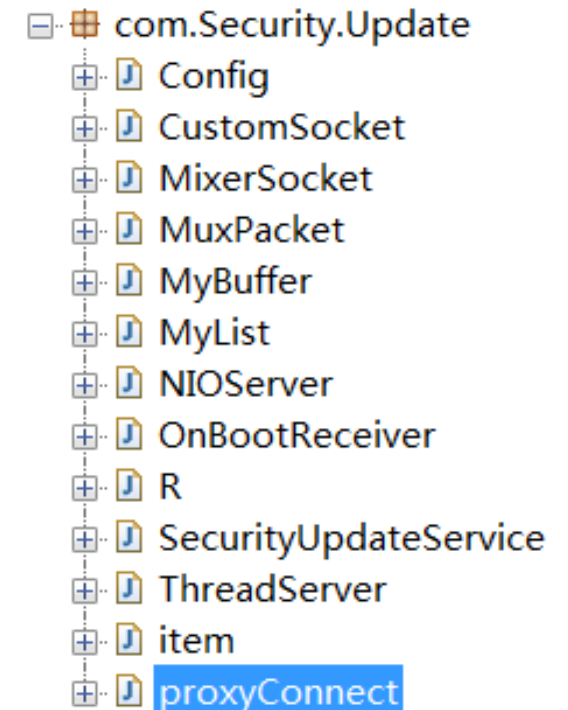 com.Security.Update
Config
CustomSocket
MixerSocket
MuxPacket
MyBuffer
MyList
NIOServer
OnBootReceiver
R
SecurityUpdateService
ThreadServer
item
proxyConnect